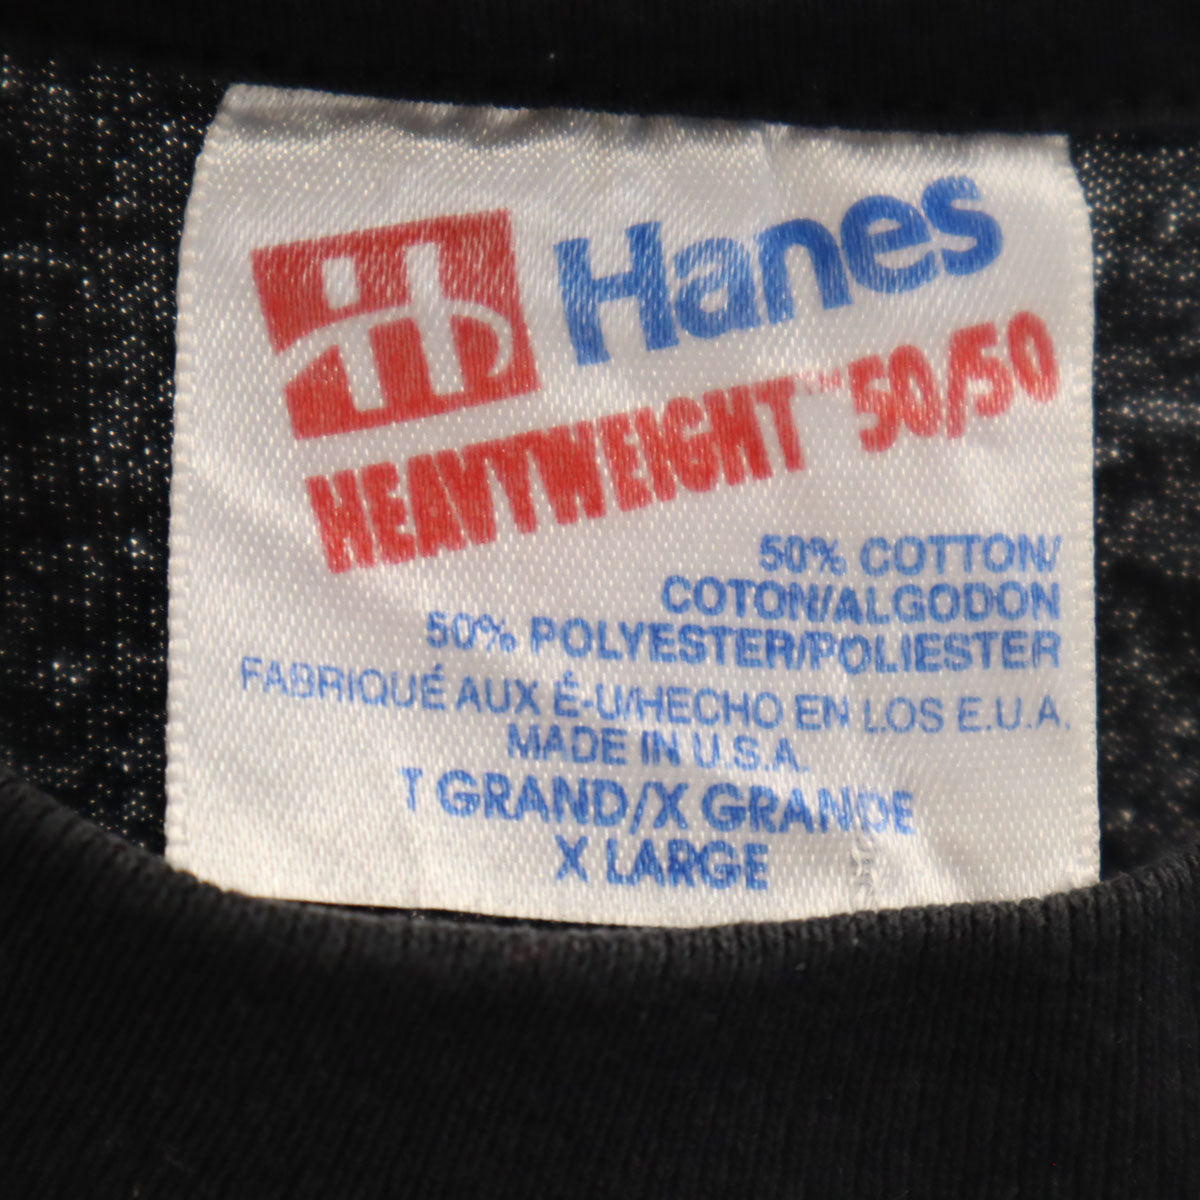 Hanes
HEAVYWEIGHT™ 50/50
50% COTTON/
COTON/ALGODON
50% POLYESTER/POLIESTER
FABRIQUÉ AUX É-U/HECHO EN LOS E.U.A.
MADE IN U.S.A.
T GRAND/X GRANDE
X LARGE